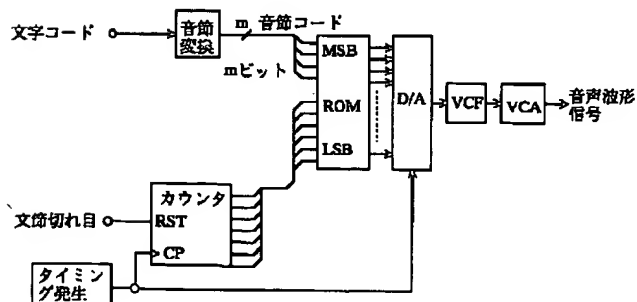 文字コード
音節
変換
m 音節コード
mビット
MSB
ROM
LSB
D/A
VCF
VCA
音声波形
信号
カウンタ
文節切れ目
RST
CP
タイミン
グ発生